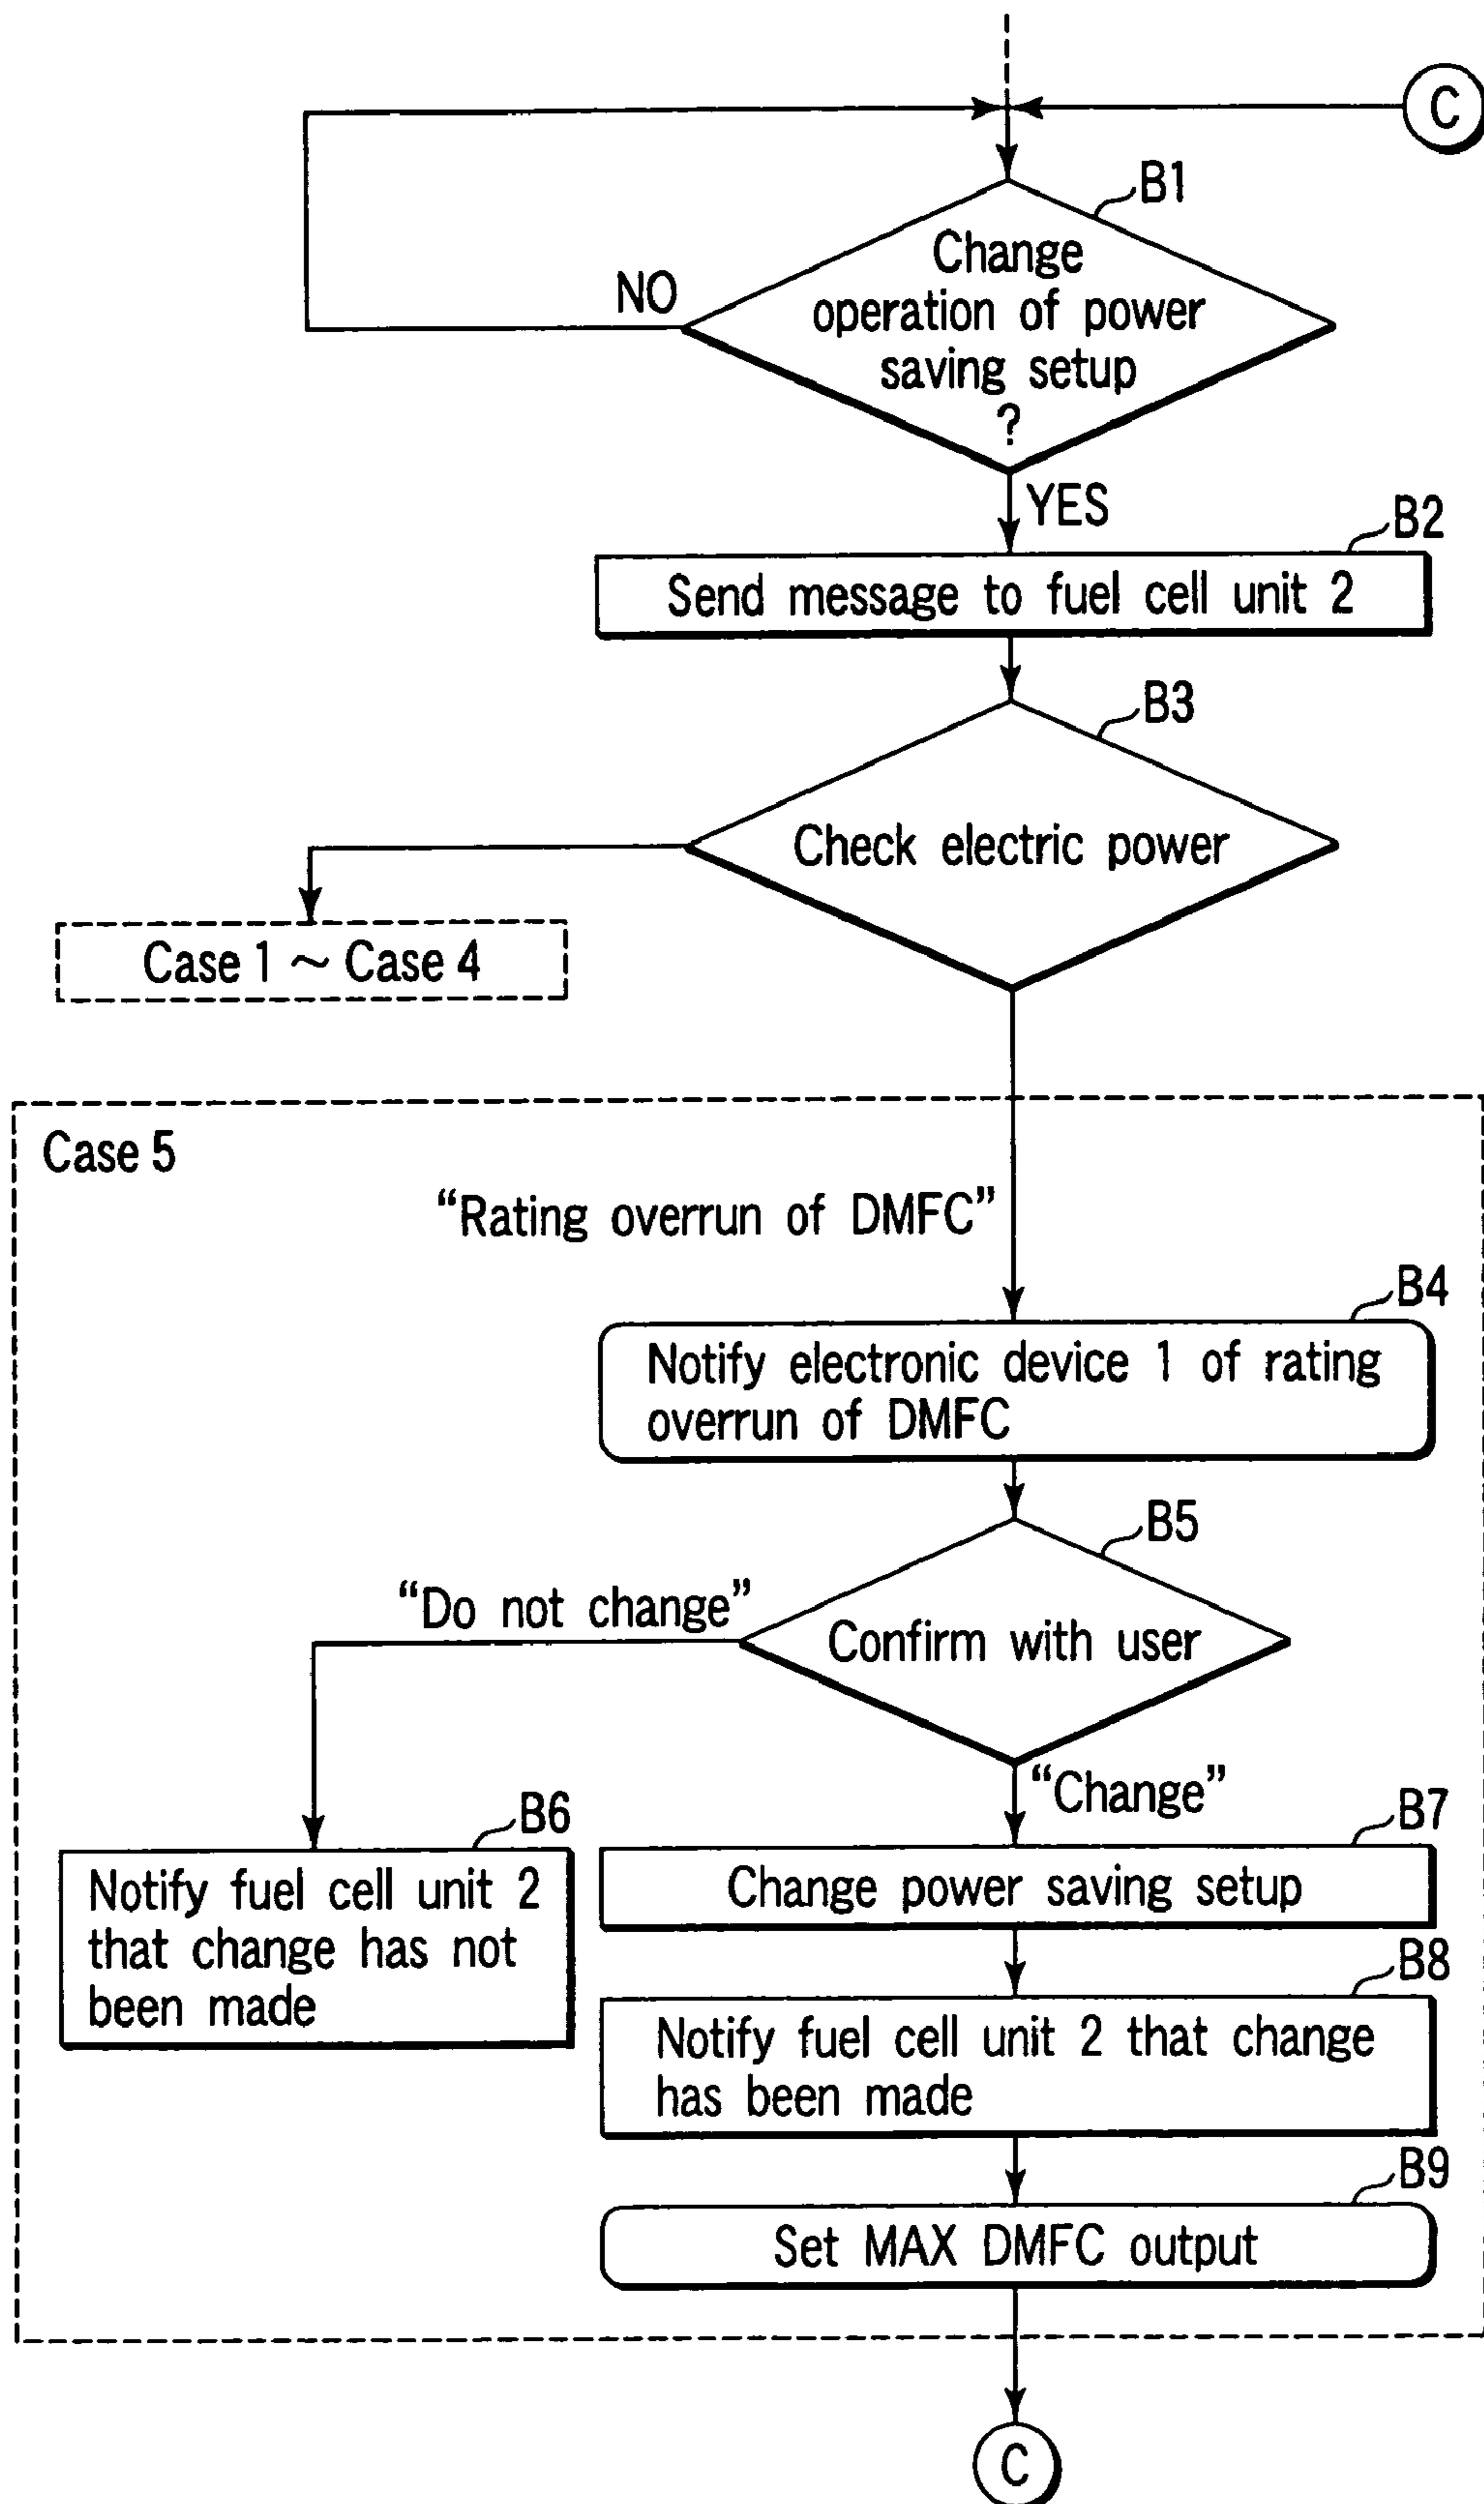 C
B1
Change
operation of power
saving setup
?
NO
YES
B2
Send message to fuel cell unit 2
B3
Check electric power
Case 1 ~ Case 4
Case 5
“Rating overrun of DMFC”
B4
Notify electronic device 1 of rating
overrun of DMFC
B5
“Do not change”
Confirm with user
“Change”
B6
Notify fuel cell unit 2
that change has not
been made
B7
Change power saving setup
B8
Notify fuel cell unit 2 that change
has been made
B9
Set MAX DMFC output
C